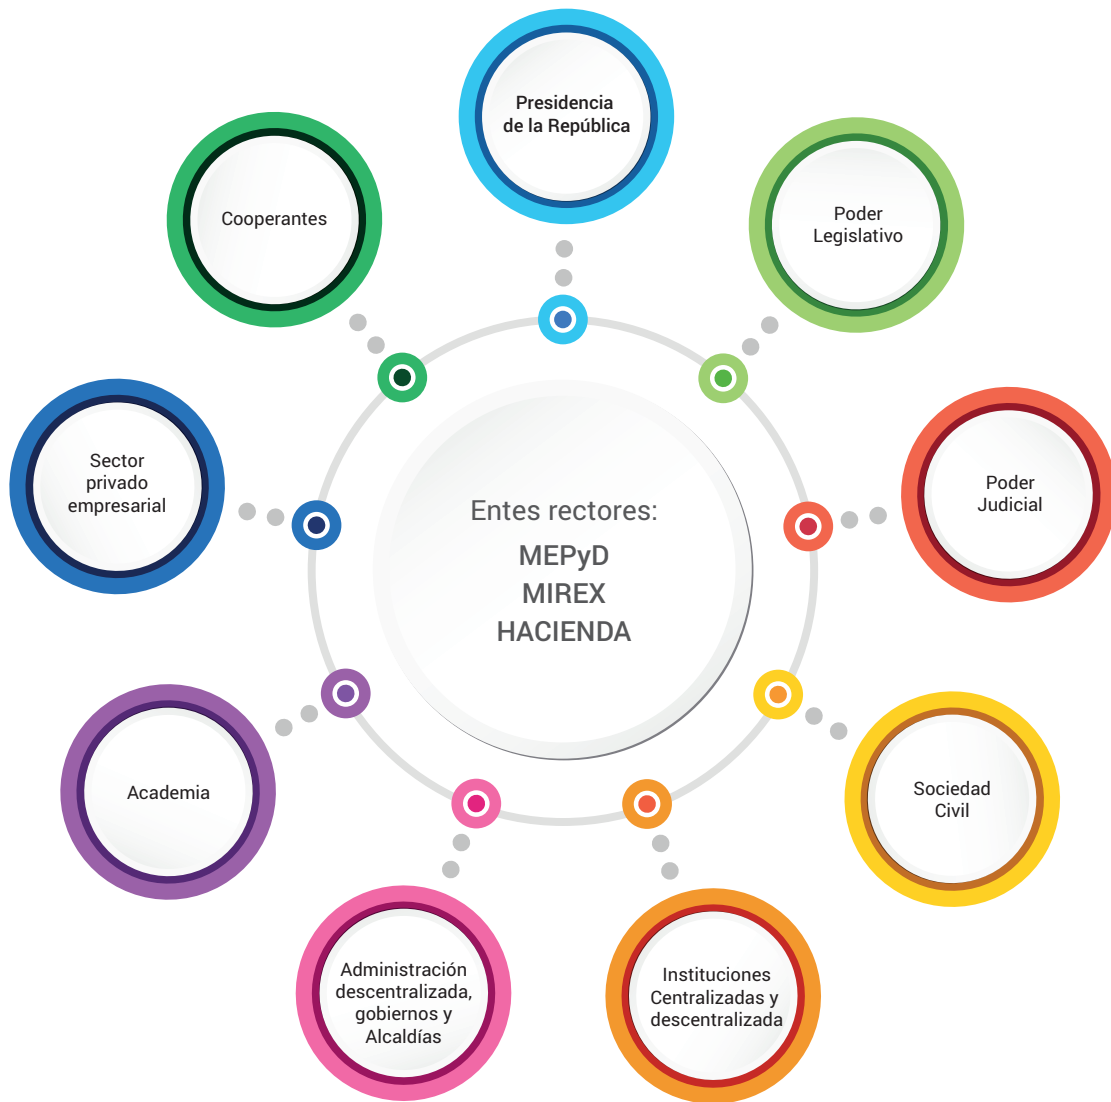 Presidencia
de la República
Poder
Legislativo
Poder
Judicial
Sociedad
Civil
Instituciones
Centralizadas y
descentralizada
Administración
descentralizada,
gobiernos y
Alcaldías
Academia
Sector
privado
empresarial
Cooperantes
Entes rectores:
MEPyD
MIREX
HACIENDA